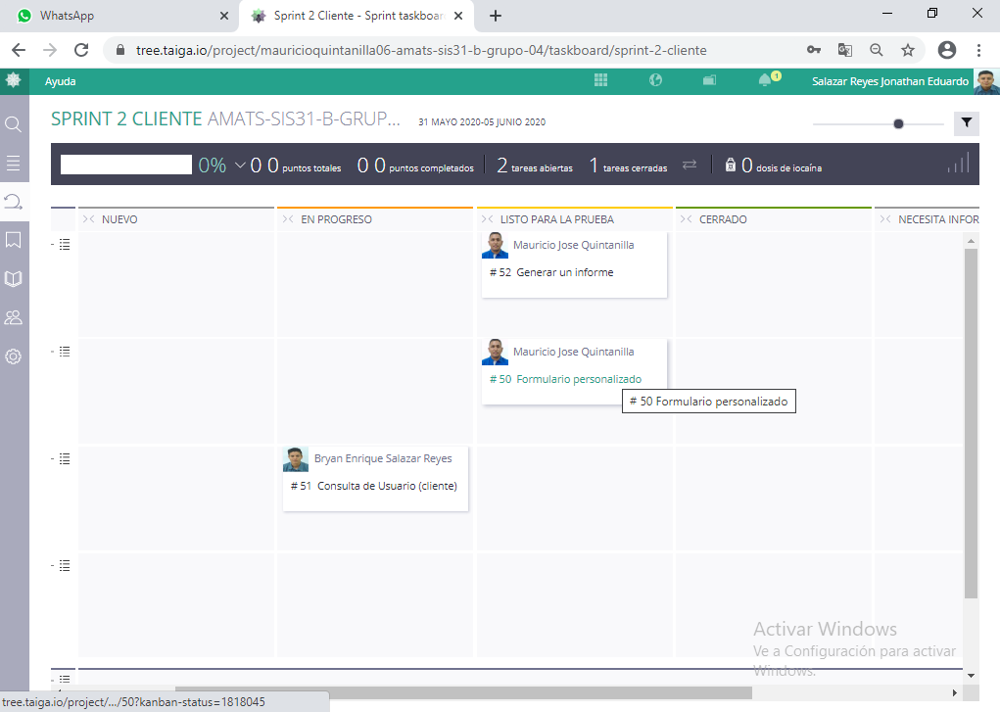 WhatsApp
Sprint 2 Cliente - Sprint taskboar
tree.taiga.io/project/mauricioquintanilla06-amats-sis31-b-grupo-04/taskboard/sprint-2-cliente
Ayuda
1
Salazar Reyes Jonathan Eduardo
SPRINT 2 CLIENTE AMATS-SIS31-B-GRUP... 31 MAYO 2020-05 JUNIO 2020
0% 0 0 puntos totales 0 0 puntos completados 2 tareas abiertas 1 tareas cerradas 0 dosis de iocaína
NUEVO EN PROGRESO LISTO PARA LA PRUEBA CERRADO NECESITA INFOR
Mauricio Jose Quintanilla
# 52 Generar un informe
Mauricio Jose Quintanilla
# 50 Formulario personalizado
# 50 Formulario personalizado
Bryan Enrique Salazar Reyes
# 51 Consulta de Usuario (cliente)
Activar Windows
Ve a Configuración para activar
Windows.
tree.taiga.io/project/.../50?kanban-status=1818045